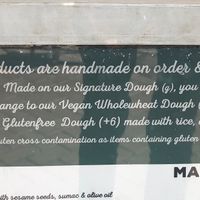 ducts are handmade on order &
Made on our Signature Dough (g), you
ange to our Vegan Wholewheat Dough (
Glutenfree Dough (+6) made with rice,
uten cross contamination as items containing gluten
MA
ith sesame seeds, sumac & olive oil